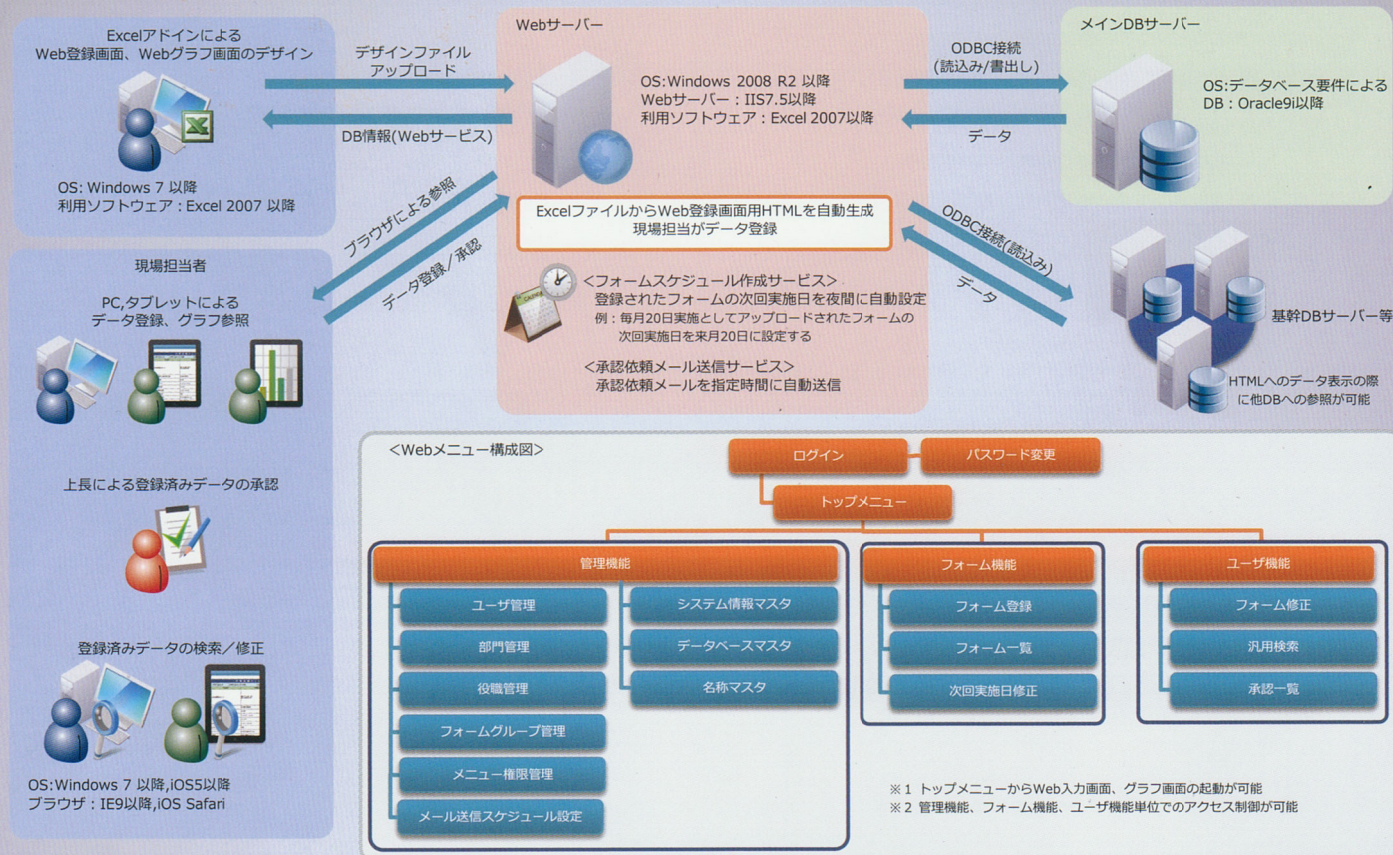 Excelアドインによる
Web登録画面、Webグラフ画面のデザイン
OS: Windows 7 以降
利用ソフトウェア：Excel 2007 以降
デザインファイル
アップロード
DB情報(Webサービス)
Webサーバー
OS:Windows 2008 R2 以降
Webサーバー：IIS7.5以降
利用ソフトウェア：Excel 2007以降
ODBC接続
(読込み/書出し)
データ
メインDBサーバー
OS:データベース要件による
DB：Oracle9i以降
ブラウザによる参照
データ登録／承認
ExcelファイルからWeb登録画面用HTMLを自動生成
現場担当がデータ登録
ODBC接続(読込み)
データ
基幹DBサーバー等
HTMLへのデータ表示の際
に他DBへの参照が可能
＜フォームスケジュール作成サービス＞
登録されたフォームの次回実施日を夜間に自動設定
例：毎月20日実施としてアップロードされたフォームの
次回実施日を来月20日に設定する
＜承認依頼メール送信サービス＞
承認依頼メールを指定時間に自動送信
現場担当者
PC,タブレットによる
データ登録、グラフ参照
上長による登録済みデータの承認
登録済みデータの検索／修正
OS:Windows 7 以降,iOS5以降
ブラウザ：IE9以降,iOS Safari
＜Webメニュー構成図＞
ログイン
パスワード変更
トップメニュー
管理機能
ユーザ管理
部門管理
役職管理
フォームグループ管理
メニュー権限管理
メール送信スケジュール設定
システム情報マスタ
データベースマスタ
名称マスタ
フォーム機能
フォーム登録
フォーム一覧
次回実施日修正
ユーザ機能
フォーム修正
汎用検索
承認一覧
※1 トップメニューからWeb入力画面、グラフ画面の起動が可能
※2 管理機能、フォーム機能、ユーザ機能単位でのアクセス制御が可能